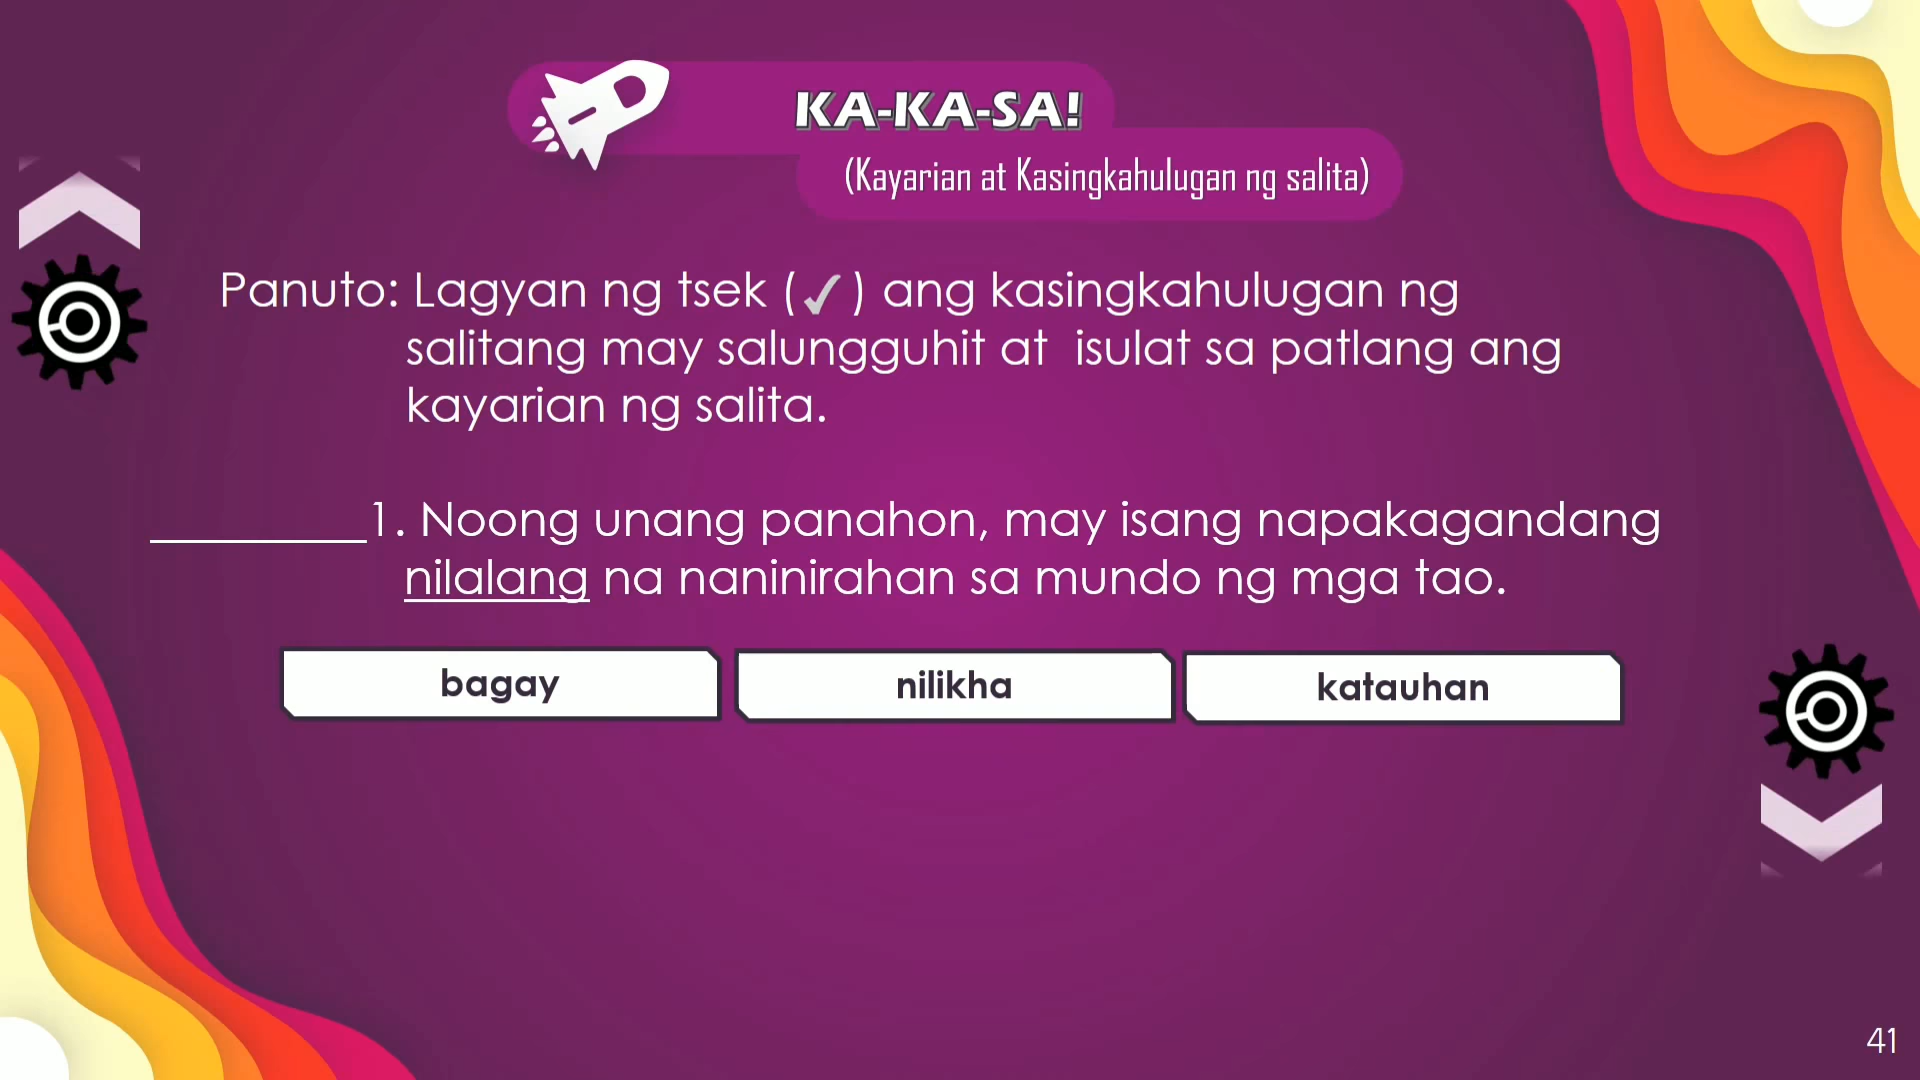 KA-KA-SA!
(Kayarian at Kasingkahulugan ng salita)
Panuto: Lagyan ng tsek (✓) ang kasingkahulugan ng
salitang may salungguhit at isulat sa patlang ang
kayarian ng salita.
_________1. Noong unang panahon, may isang napakagandang
nilalang na naninirahan sa mundo ng mga tao.
bagay
nilikha
katauhan
41